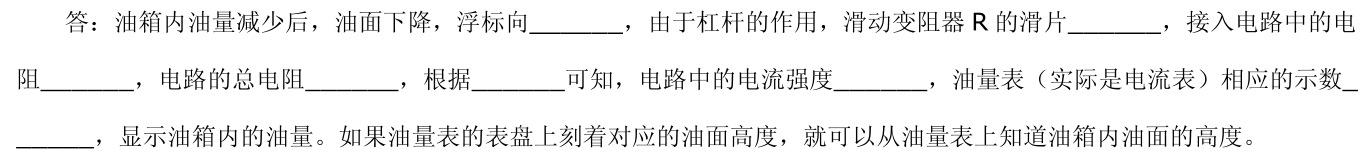 答：油箱内油量减少后，油面下降，浮标向______，由于杠杆的作用，滑动变阻器 R 的滑片______，接入电路中的电
阻______，电路的总电阻______，根据______可知，电路中的电流强度______，油量表（实际是电流表）相应的示数_
_____，显示油箱内的油量。如果油量表的表盘上刻着对应的油面高度，就可以从油量表上知道油箱内油面的高度。